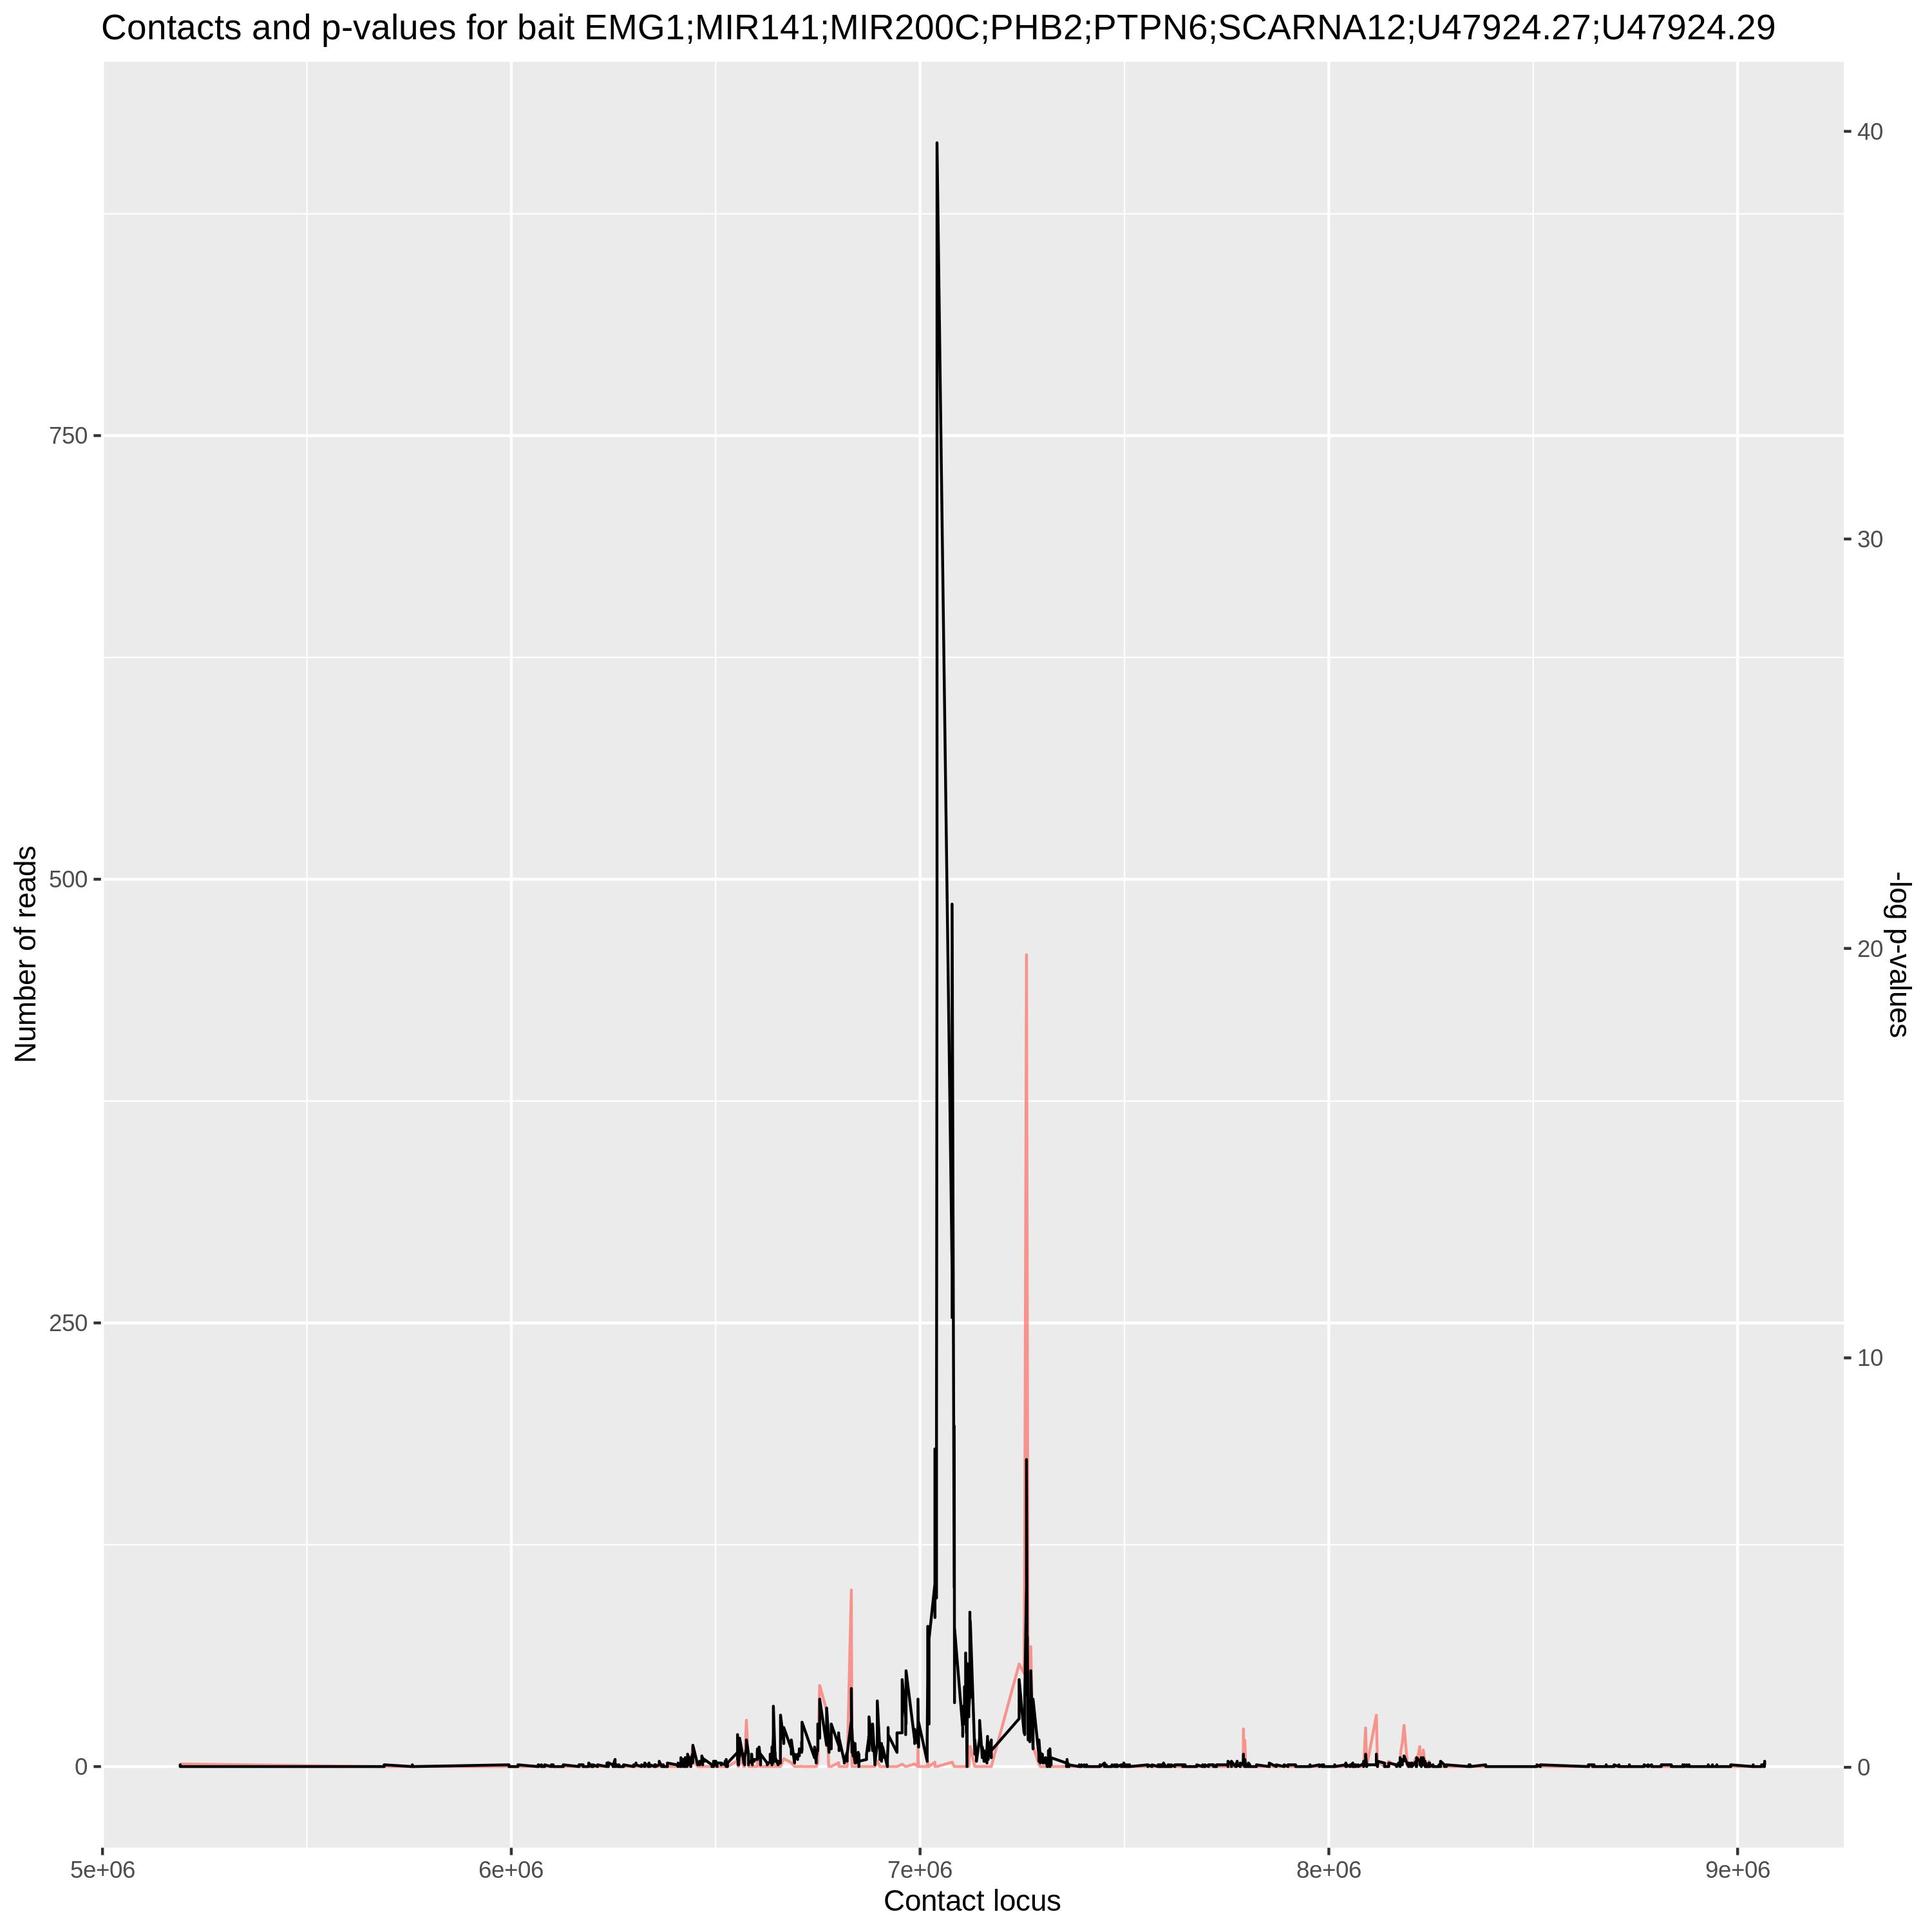 Contacts and p-values for bait EMG1;MIR141;MIR200C;PHB2;PTPN6;SCARNA12;U47924.27;U47924.29
40
750
30
500
20
Number of reads
-log p-values
250
10
0
0
5e+06
6e+06
7e+06
8e+06
9e+06
Contact locus